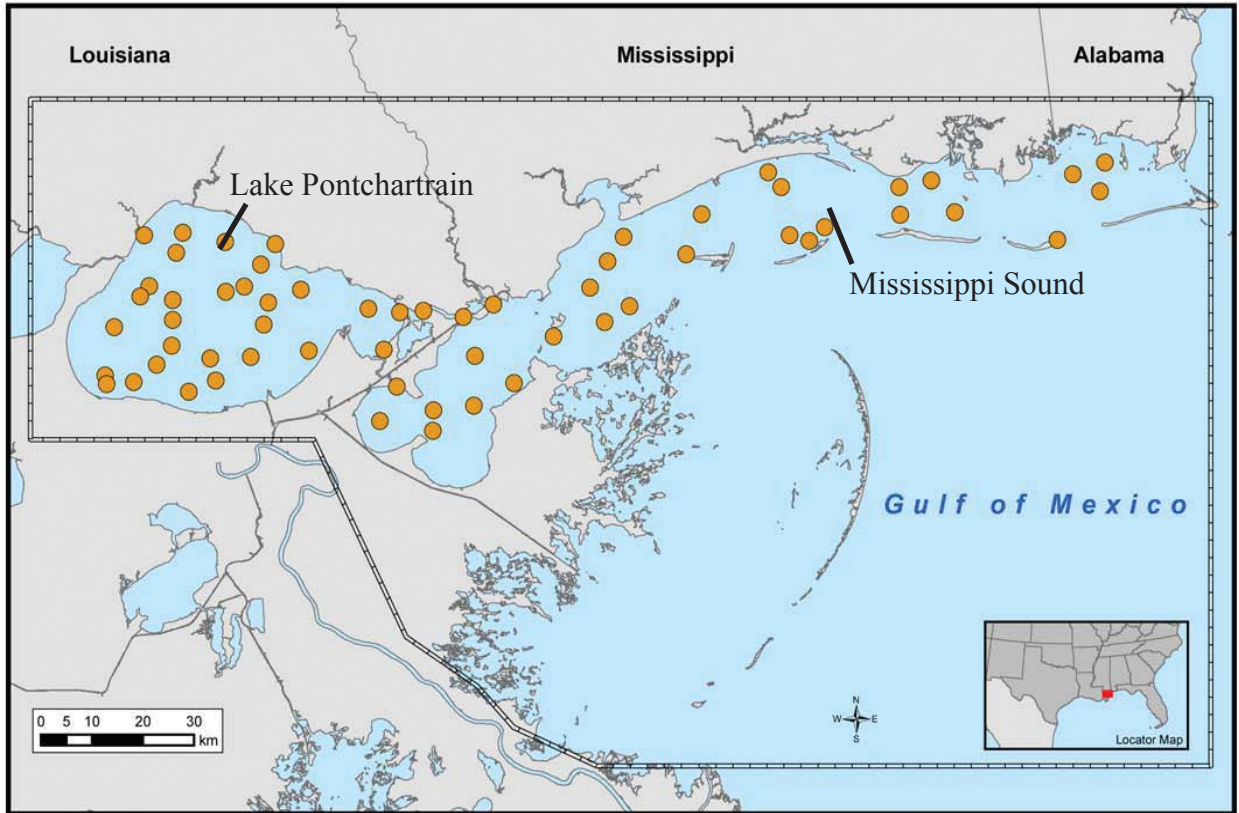 Louisiana
Mississippi
Alabama
Lake Pontchartrain
Mississippi Sound
Gulf of Mexico
0 5 10 20 30
km
N
W E
S
Locator Map